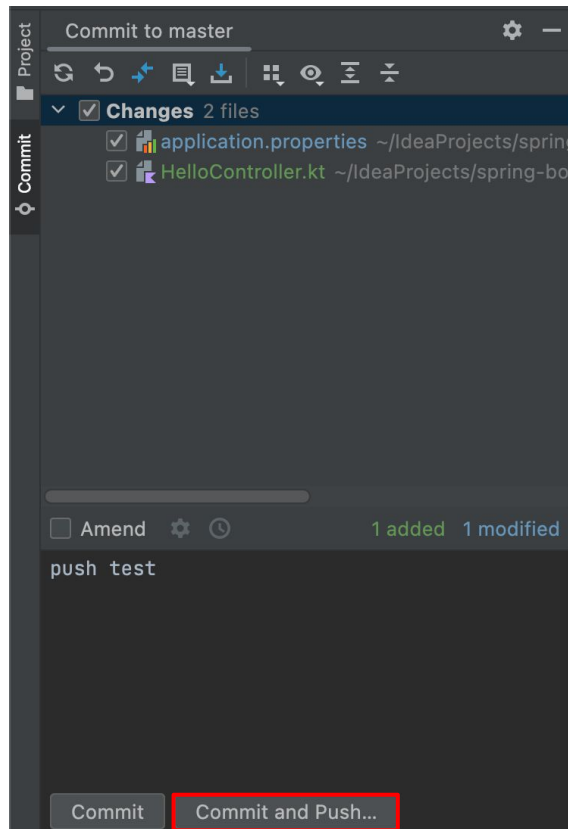 Project
Commit
Commit to master
Changes 2 files
application.properties ~/IdeaProjects/spring
HelloController.kt ~/IdeaProjects/spring-bo
Amend 1 added 1 modified
push test
Commit Commit and Push...